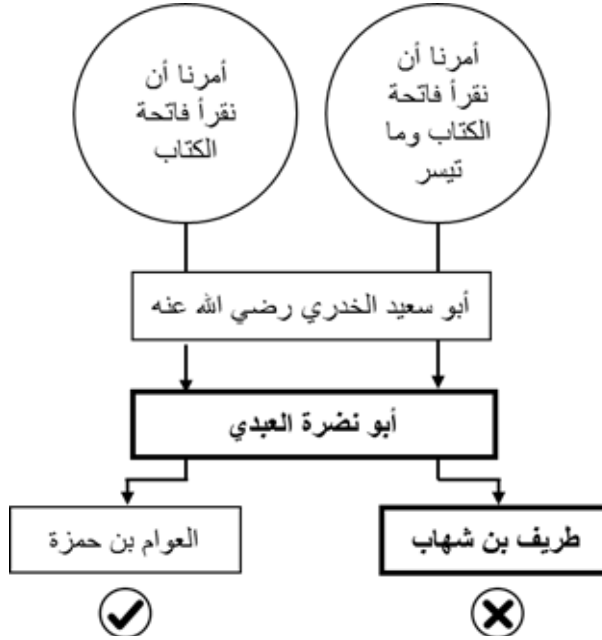 أمرنا أن
نقرأ فاتحة
الكتاب وما
تيسر
أمرنا أن
نقرأ فاتحة
الكتاب
أبو سعيد الخدري رضي الله عنه
أبو نضرة العبدي
طريف بن شهاب
العوام بن حمزة